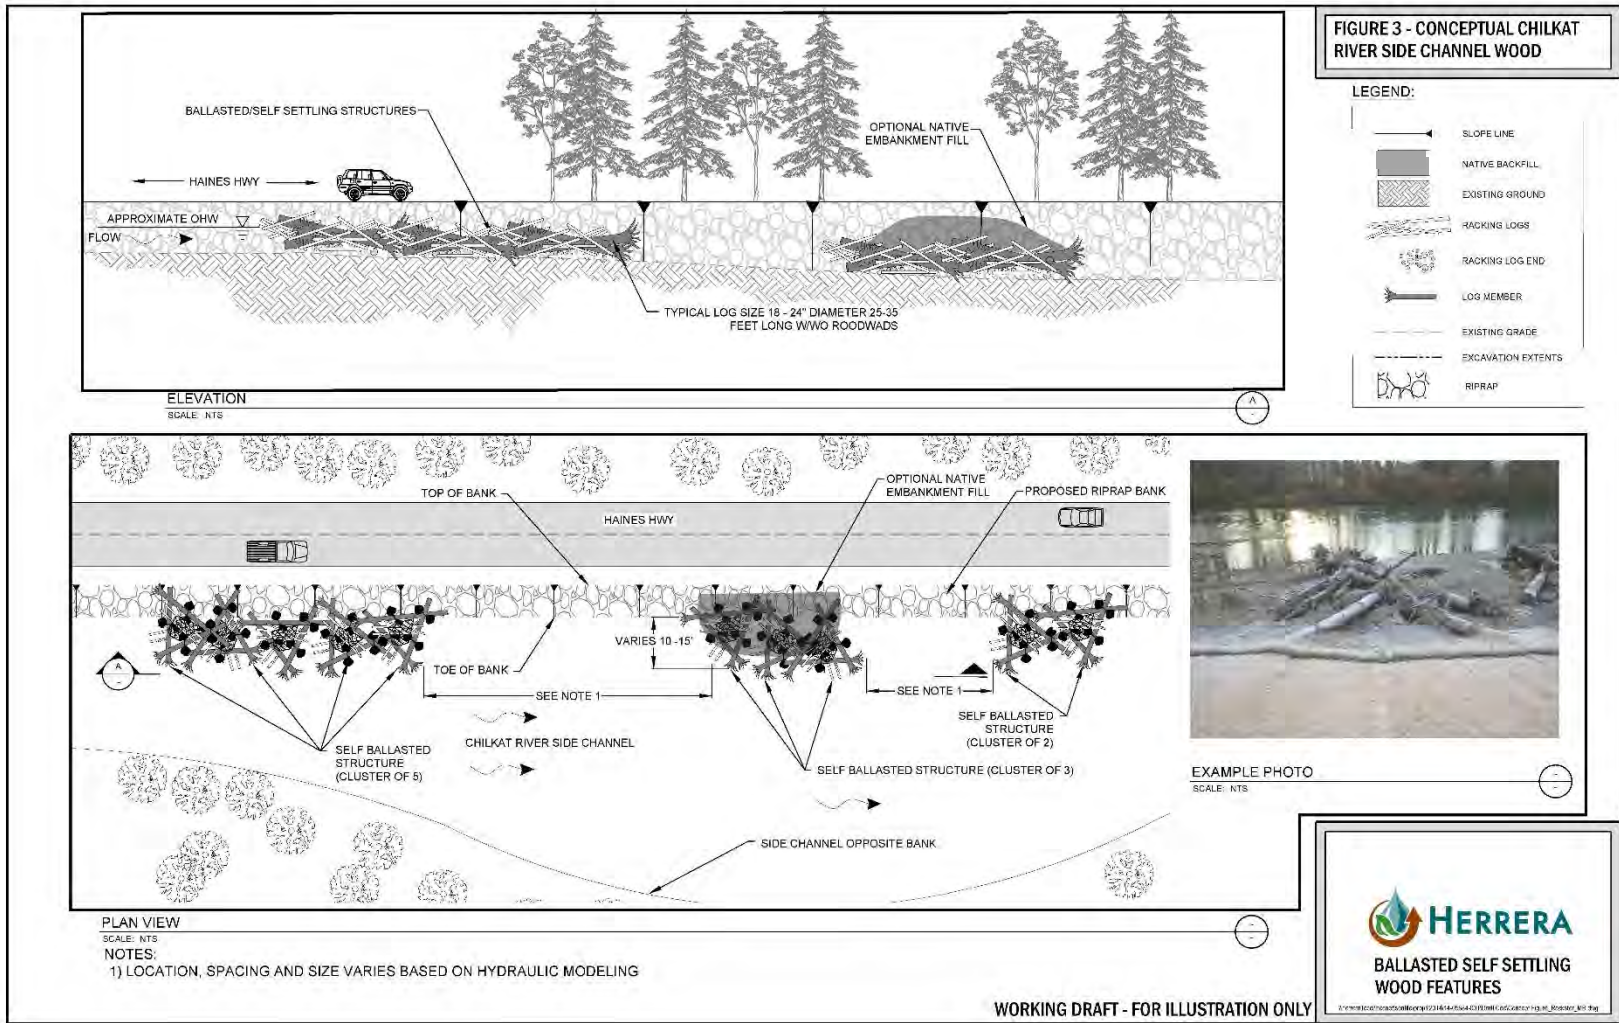 FIGURE 3 - CONCEPTUAL CHILKAT
RIVER SIDE CHANNEL WOOD
LEGEND:
SLOPE LINE
NATIVE BACKFILL
EXISTING GROUND
RACKING LOGS
RACKING LOG END
LOG MEMBER
EXISTING GRADE
EXCAVATION EXTENTS
RIPRAP
BALLASTED/SELF SETTLING STRUCTURES
OPTIONAL NATIVE
EMBANKMENT FILL
HAINES HWY
APPROXIMATE OHW
FLOW
TYPICAL LOG SIZE 18 - 24" DIAMETER 25-35
FEET LONG W/WO ROODWADS
ELEVATION
SCALE: NTS
A
-
TOP OF BANK
OPTIONAL NATIVE
EMBANKMENT FILL
PROPOSED RIPRAP BANK
HAINES HWY
VARIES 10 -15'
A
-
TOE OF BANK
SEE NOTE 1
SEE NOTE 1
SELF BALLASTED
STRUCTURE
(CLUSTER OF 5)
CHILKAT RIVER SIDE CHANNEL
SELF BALLASTED STRUCTURE (CLUSTER OF 3)
SELF BALLASTED
STRUCTURE
(CLUSTER OF 2)
SIDE CHANNEL OPPOSITE BANK
EXAMPLE PHOTO
SCALE: NTS
-
-
PLAN VIEW
SCALE: NTS
-
-
NOTES:
1) LOCATION, SPACING AND SIZE VARIES BASED ON HYDRAULIC MODELING
WORKING DRAFT - FOR ILLUSTRATION ONLY
HERRERA
BALLASTED SELF SETTLING
WOOD FEATURES